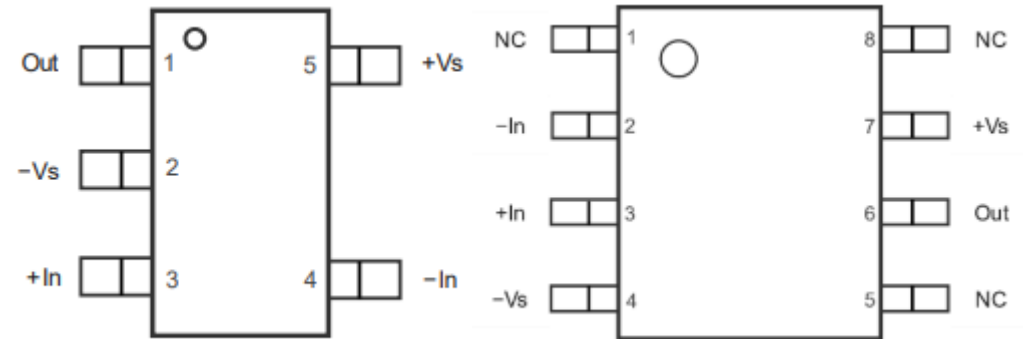 Out 1 5 +Vs
−Vs 2
+In 3 4 −In
NC 1 8 NC
−In 2 7 +Vs
+In 3 6 Out
−Vs 4 5 NC